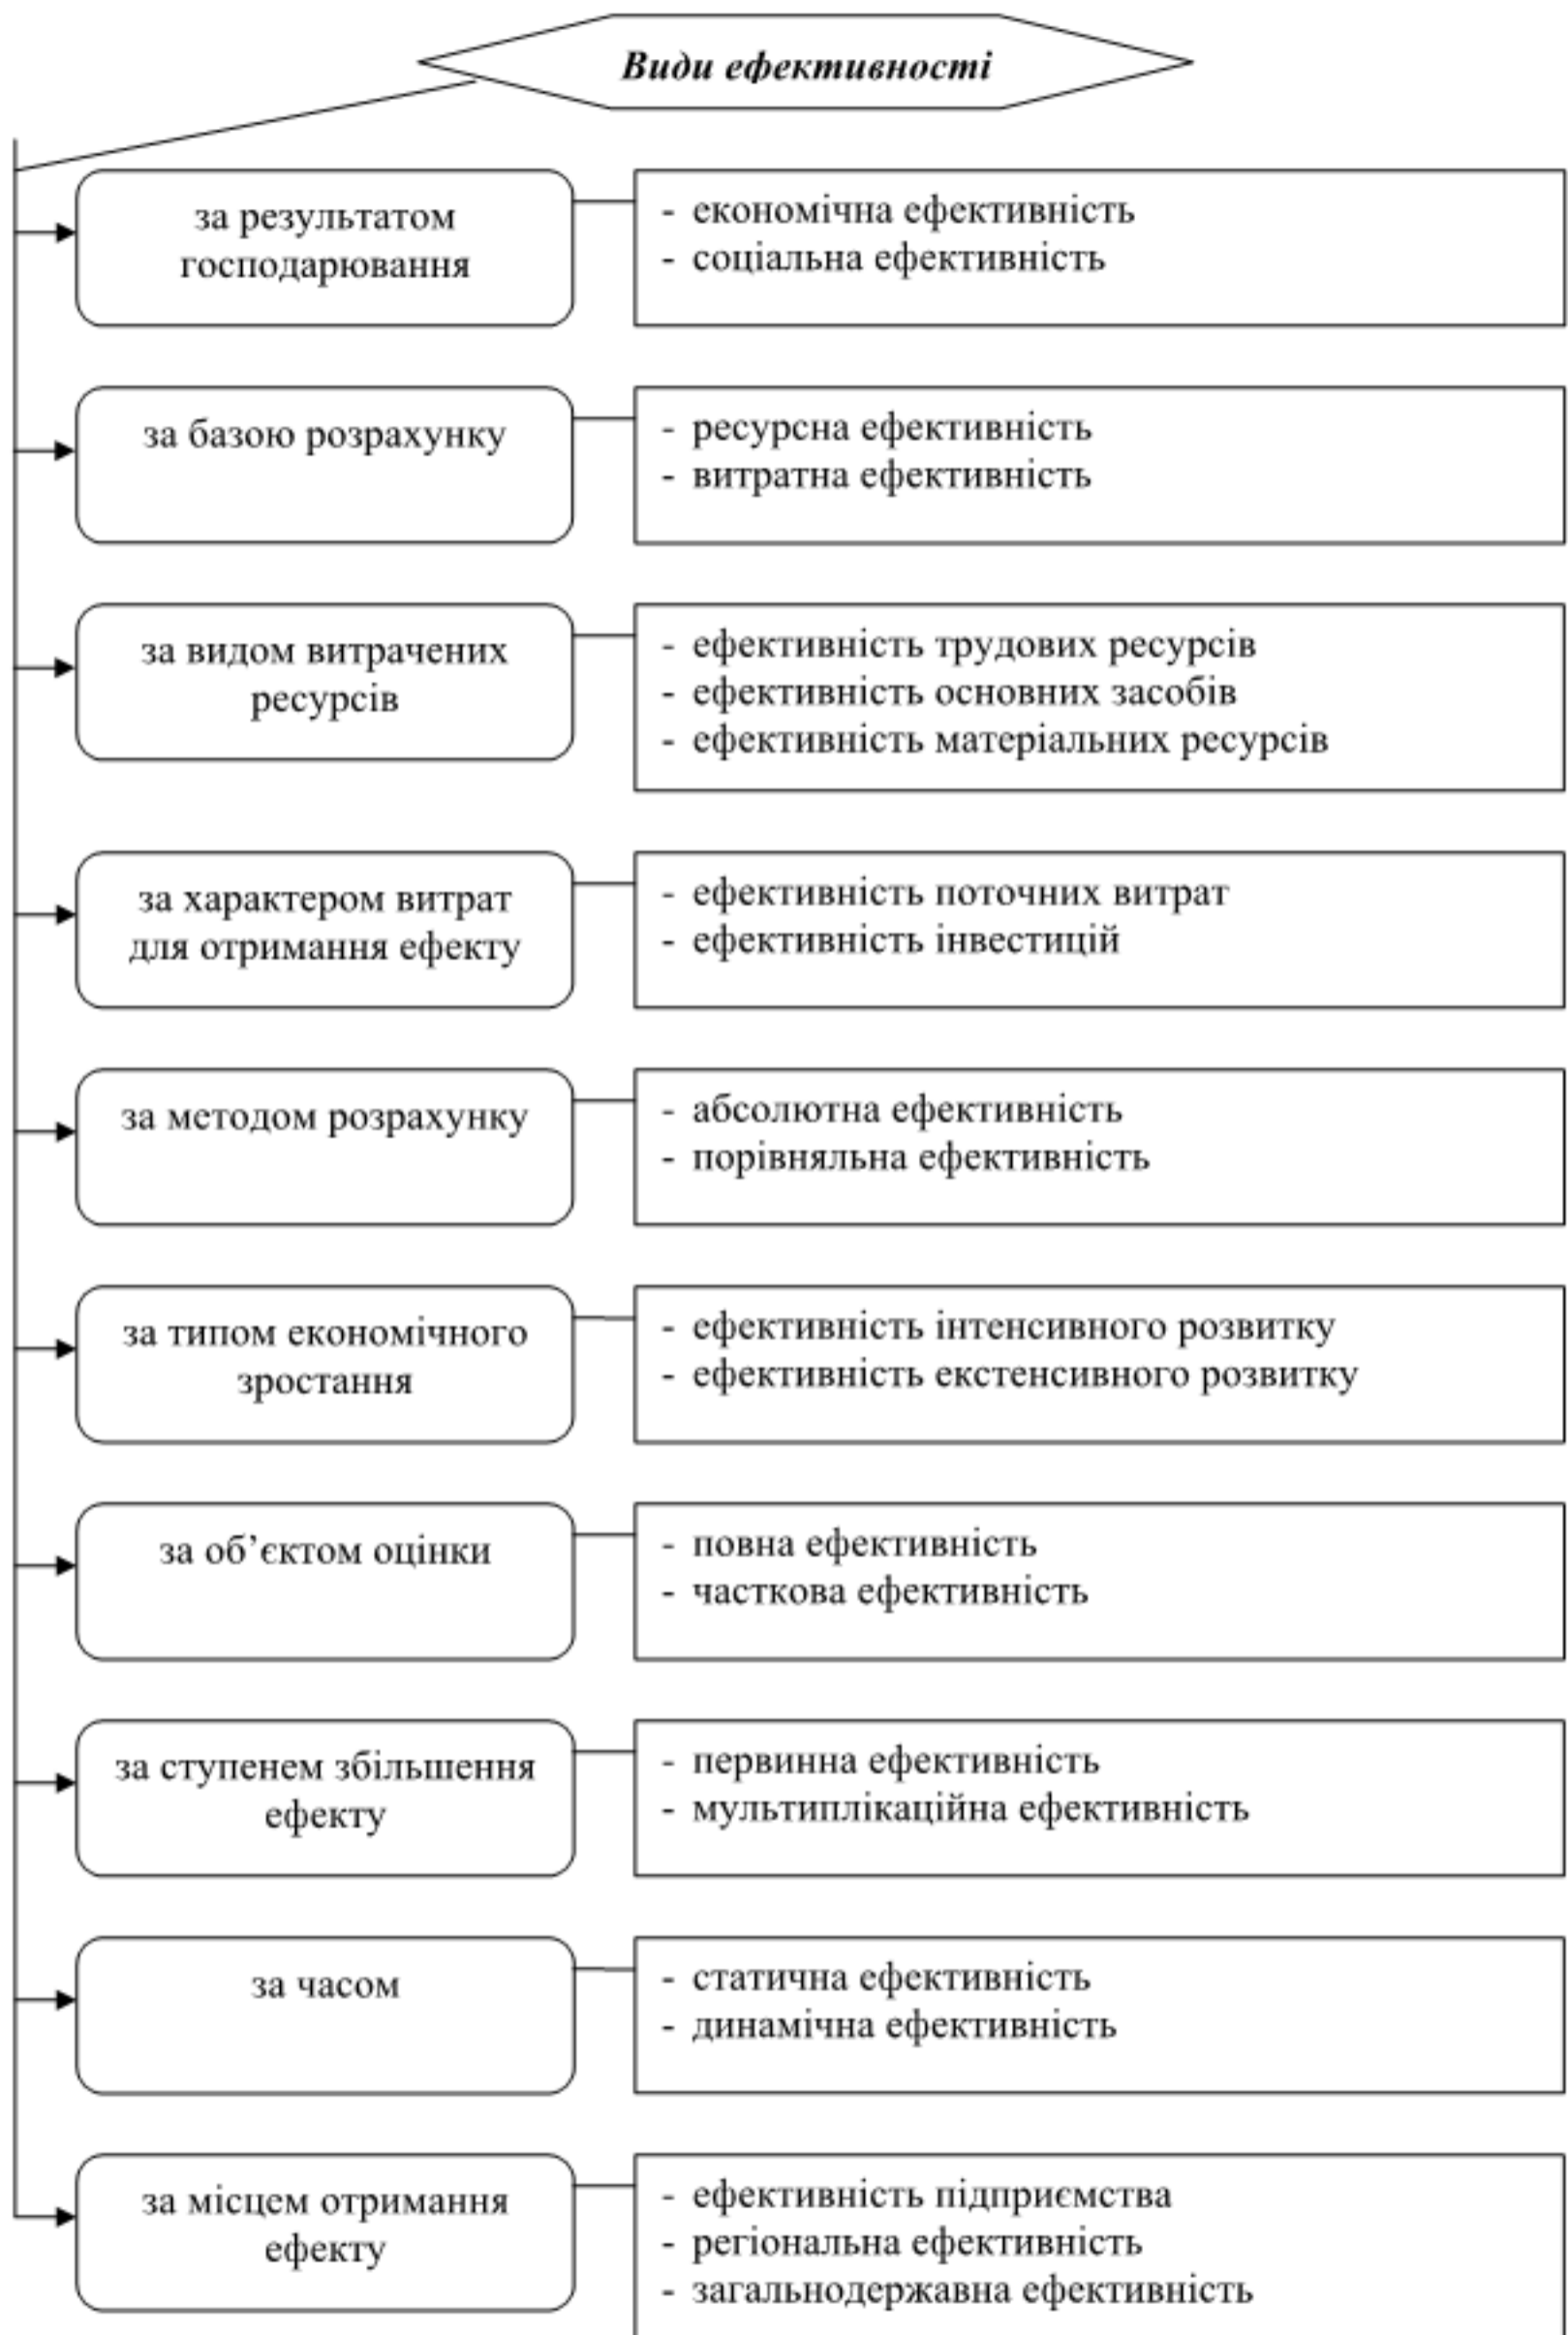 Види ефективності
за результатом
господарювання
- економічна ефективність
- соціальна ефективність
за базою розрахунку
- ресурсна ефективність
- витратна ефективність
за видом витрачених
ресурсів
- ефективність трудових ресурсів
- ефективність основних засобів
- ефективність матеріальних ресурсів
за характером витрат
для отримання ефекту
- ефективність поточних витрат
- ефективність інвестицій
за методом розрахунку
- абсолютна ефективність
- порівняльна ефективність
за типом економічного
зростання
- ефективність інтенсивного розвитку
- ефективність екстенсивного розвитку
за об’єктом оцінки
- повна ефективність
- часткова ефективність
за ступенем збільшення
ефекту
- первинна ефективність
- мультиплікаційна ефективність
за часом
- статична ефективність
- динамічна ефективність
за місцем отримання
ефекту
- ефективність підприємства
- регіональна ефективність
- загальнодержавна ефективність